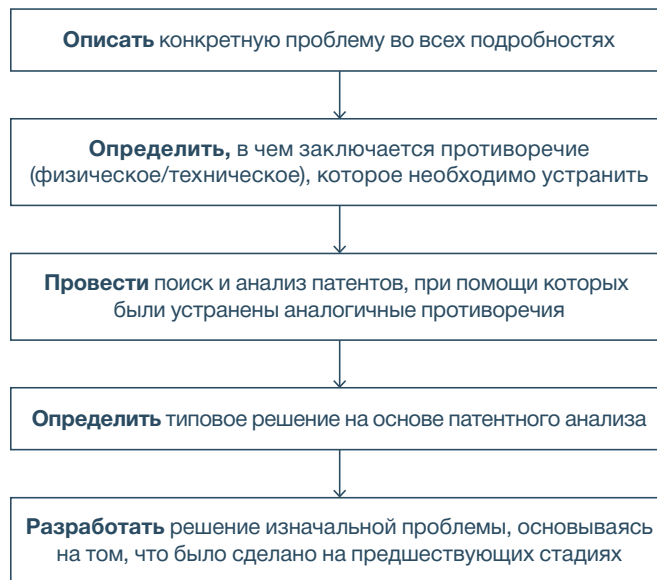 Описать конкретную проблему во всех подробностях
Определить, в чем заключается противоречие
(физическое/техническое), которое необходимо устранить
Провести поиск и анализ патентов, при помощи которых
были устранены аналогичные противоречия
Определить типовое решение на основе патентного анализа
Разработать решение изначальной проблемы, основываясь
на том, что было сделано на предшествующих стадиях